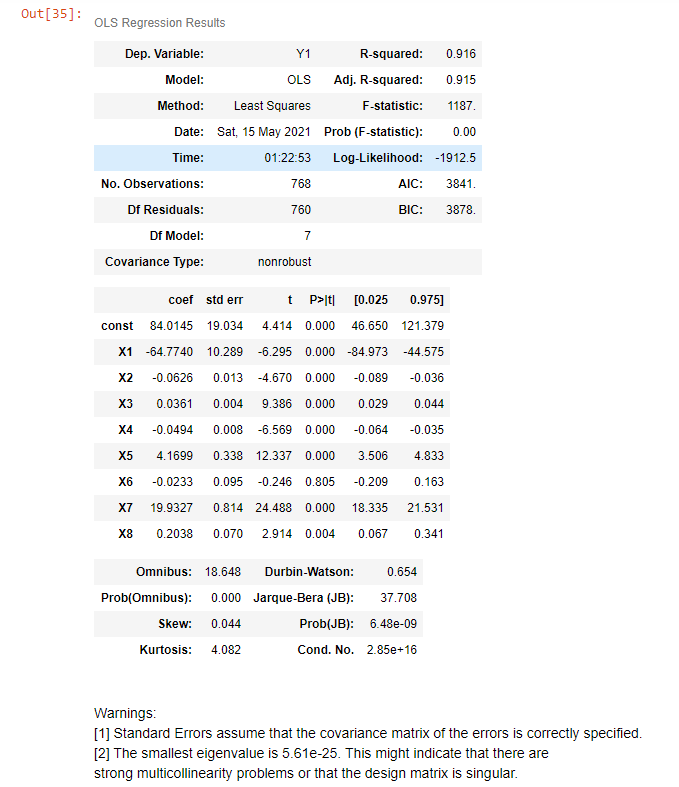 Out[35]:
OLS Regression Results
Dep. Variable: Y1 R-squared: 0.916
Model: OLS Adj. R-squared: 0.915
Method: Least Squares F-statistic: 1187.
Date: Sat, 15 May 2021 Prob (F-statistic): 0.00
Time: 01:22:53 Log-Likelihood: -1912.5
No. Observations: 768 AIC: 3841.
Df Residuals: 760 BIC: 3878.
Df Model: 7
Covariance Type: nonrobust
coef std err t P>|t| [0.025 0.975]
const 84.0145 19.034 4.414 0.000 46.650 121.379
X1 -64.7740 10.289 -6.295 0.000 -84.973 -44.575
X2 -0.0626 0.013 -4.670 0.000 -0.089 -0.036
X3 0.0361 0.004 9.386 0.000 0.029 0.044
X4 -0.0494 0.008 -6.569 0.000 -0.064 -0.035
X5 4.1699 0.338 12.337 0.000 3.506 4.833
X6 -0.0233 0.095 -0.246 0.805 -0.209 0.163
X7 19.9327 0.814 24.488 0.000 18.335 21.531
X8 0.2038 0.070 2.914 0.004 0.067 0.341
Omnibus: 18.648 Durbin-Watson: 0.654
Prob(Omnibus): 0.000 Jarque-Bera (JB): 37.708
Skew: 0.044 Prob(JB): 6.48e-09
Kurtosis: 4.082 Cond. No. 2.85e+16
Warnings:
[1] Standard Errors assume that the covariance matrix of the errors is correctly specified.
[2] The smallest eigenvalue is 5.61e-25. This might indicate that there are
strong multicollinearity problems or that the design matrix is singular.